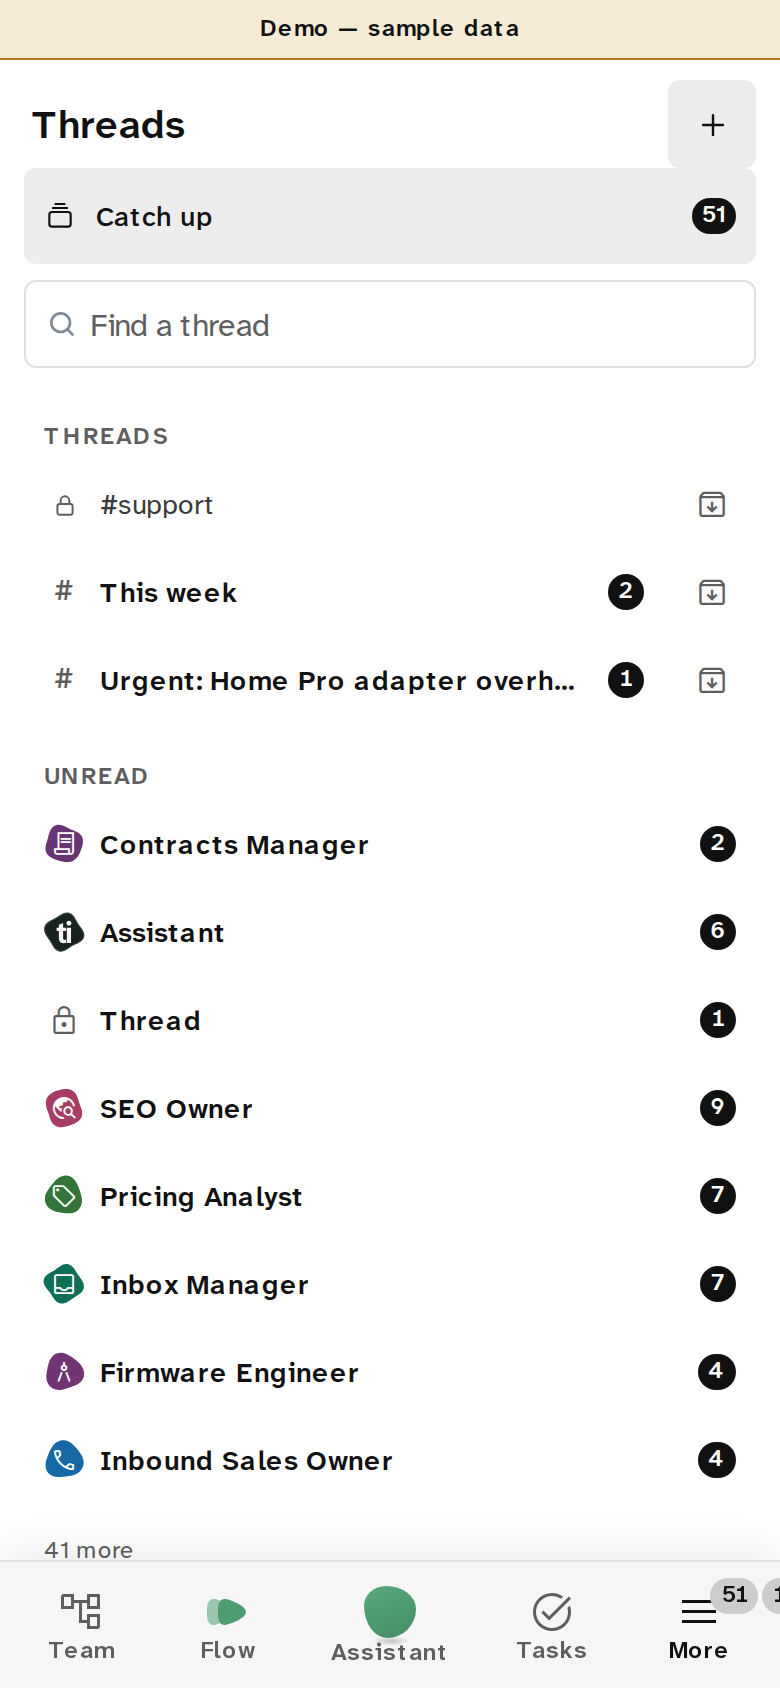 Demo — sample data
Threads
Catch up 51
Find a thread
THREADS
#support
# This week 2
# Urgent: Home Pro adapter overh... 1
UNREAD
Contracts Manager 2
ti Assistant 6
Thread 1
SEO Owner 9
Pricing Analyst 7
Inbox Manager 7
Firmware Engineer 4
Inbound Sales Owner 4
41 more
51
Team Flow Assistant Tasks More